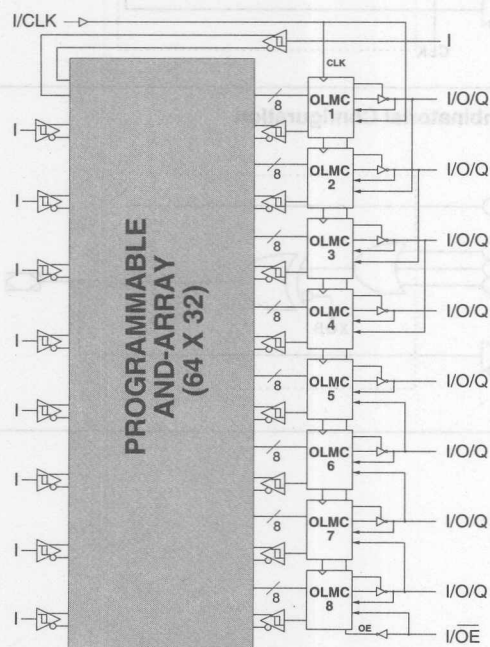 I/CLK
I
CLK
8
OLMC
1
I/O/Q
I
8
OLMC
2
I/O/Q
I
8
OLMC
3
I/O/Q
I
8
OLMC
4
I/O/Q
I
8
OLMC
5
I/O/Q
I
8
OLMC
6
I/O/Q
I
8
OLMC
7
I/O/Q
I
8
OLMC
8
I/O/Q
I
OE
I/OE
PROGRAMMABLE
AND-ARRAY
(64 X 32)